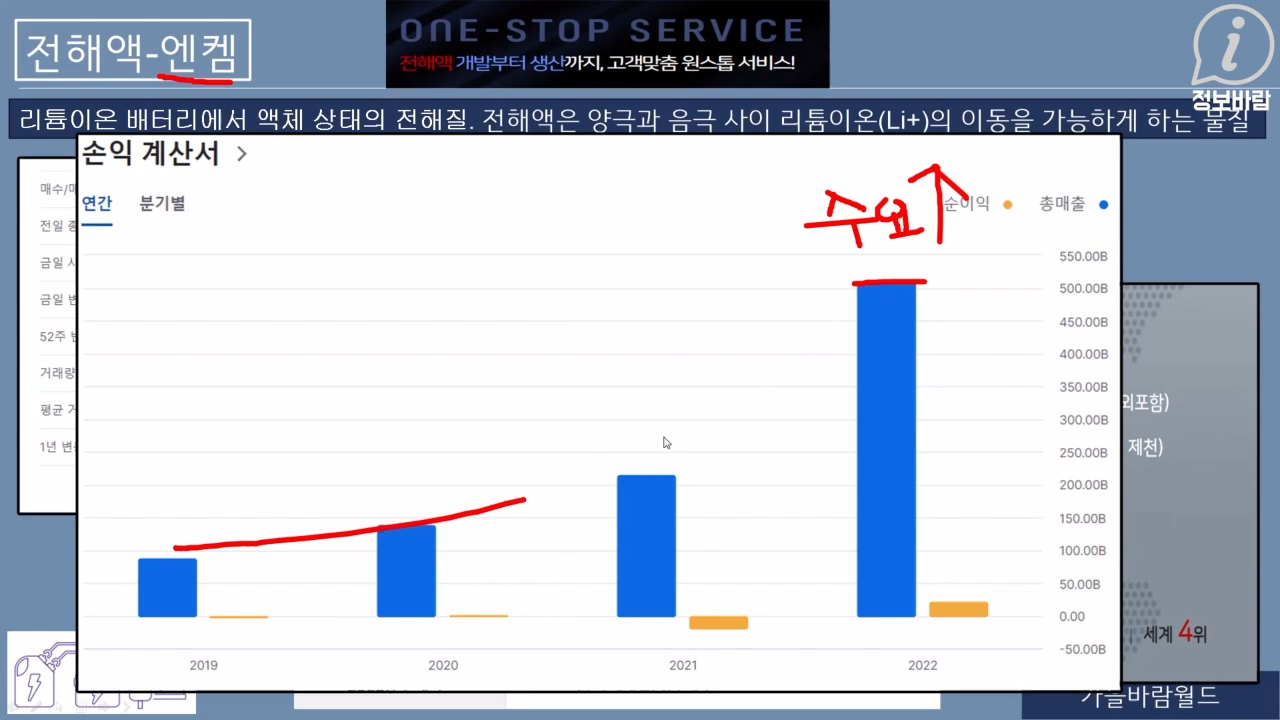 전해액-엔켐
ONE-STOP SERVICE
전해액 개발부터 생산까지, 고객맞춤 원스톱 서비스!
정보바람
리튬이온 배터리에서 액체 상태의 전해질. 전해액은 양극과 음극 사이 리튬이온(Li+)의 이동을 가능하게 하는 물질
손익 계산서 >
연간 분기별
수요
순이익 총매출
매수/
전일
금일
금일
52주
거래량
평균
1년
550.00B
500.00B
450.00B
400.00B
350.00B
300.00B
250.00B
200.00B
150.00B
100.00B
50.00B
0.00
-50.00B
2019 2020 2021 2022
외포함)
제천)
세계 4위
가을바람월드